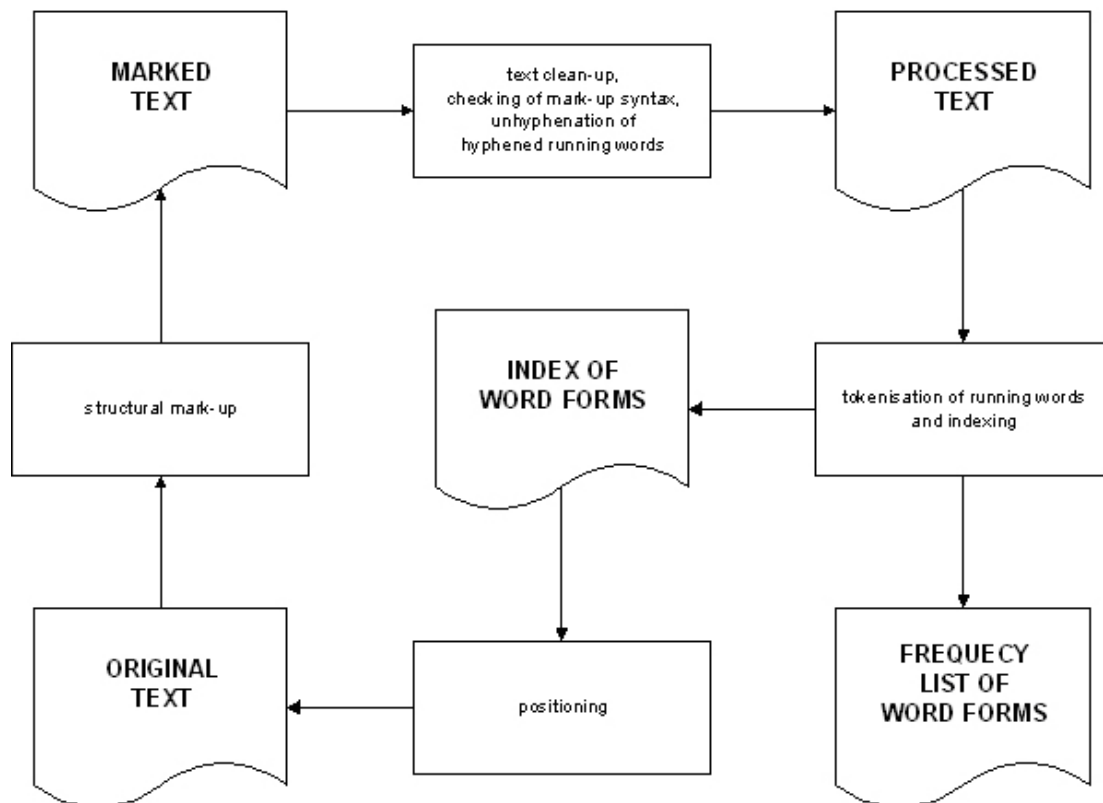 MARKED
TEXT
text clean-up,
checking of mark-up syntax,
unhyphenation of
hyphened running words
PROCESSED
TEXT
structural mark-up
INDEX OF
WORD FORMS
tokenisation of running words
and indexing
ORIGINAL
TEXT
positioning
FREQUECY
LIST OF
WORD FORMS